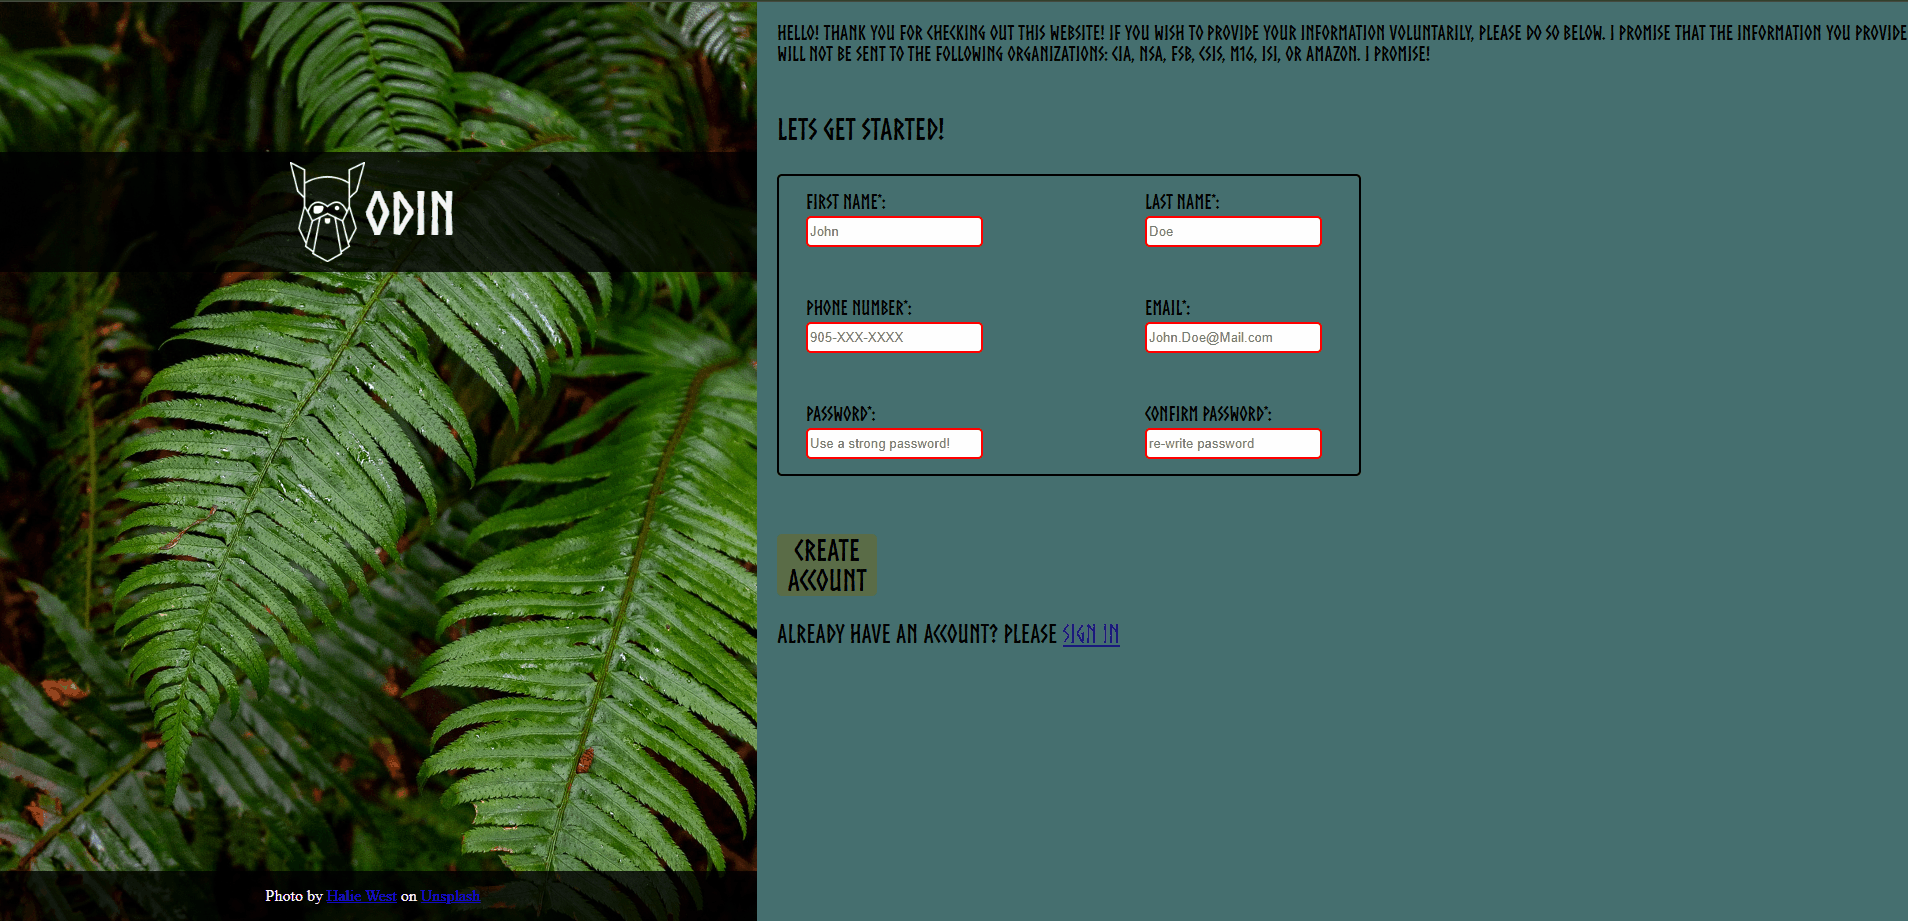 HELLO! THANK YOU FOR CHECKING OUT THIS WEBSITE! IF YOU WISH TO PROVIDE YOUR INFORMATION VOLUNTARILY, PLEASE DO SO BELOW. I PROMISE THAT THE INFORMATION YOU PROVIDE
WILL NOT BE SENT TO THE FOLLOWING ORGANIZATIONS: CIA, NSA, FSB, CSIS, MI6, ISI, OR AMAZON. I PROMISE!
LETS GET STARTED!
ODIN
FIRST NAME*: LAST NAME*:
John Doe
PHONE NUMBER*: EMAIL*:
905-XXX-XXXX John.Doe@Mail.com
PASSWORD*: CONFIRM PASSWORD*:
Use a strong password! re-write password
CREATE
ACCOUNT
ALREADY HAVE AN ACCOUNT? PLEASE SIGN IN
Photo by Halie West on Unsplash